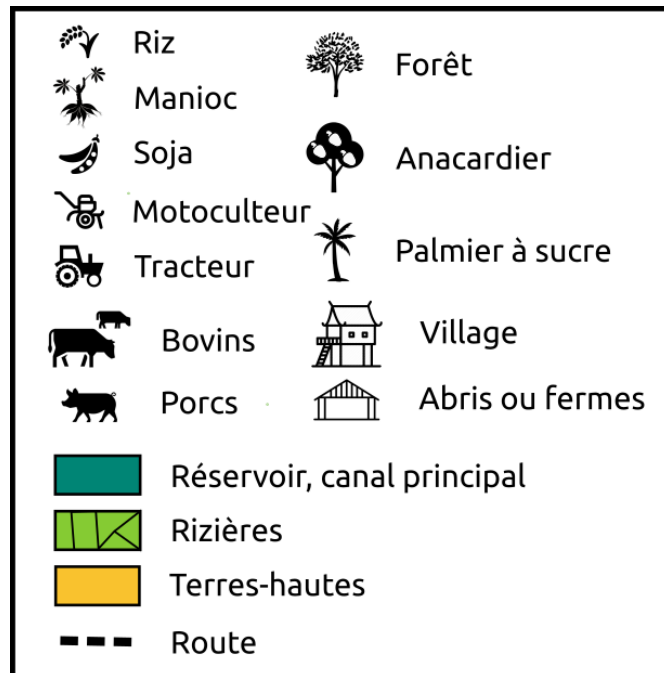 Riz
Manioc
Soja
Motoculteur
Tracteur
Bovins
Porcs
Forêt
Anacardier
Palmier à sucre
Village
Abris ou fermes
Réservoir, canal principal
Rizières
Terres-hautes
Route